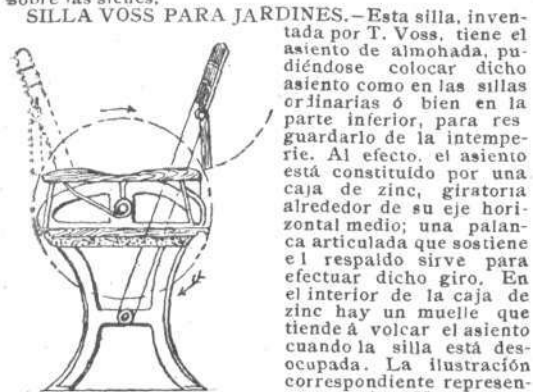 sobre las sienes.
SILLA VOSS PARA JARDINES.—Esta silla, inven-
tada por T. Voss, tiene el
asiento de almohada, pu-
diéndose colocar dicho
asiento como en las sillas
ordinarias ó bien en la
parte inferior, para res
guardarlo de la intempe-
rie. Al efecto. el asiento
está constituído por una
caja de zinc, giratoria
alrededor de su eje hori-
zontal medio; una palan-
ca articulada que sostiene
el respaldo sirve para
efectuar dicho giro. En
el interior de la caja de
zinc hay un muelle que
tiende á volcar el asiento
cuando la silla está des-
ocupada. La ilustración
correspondiente represen-